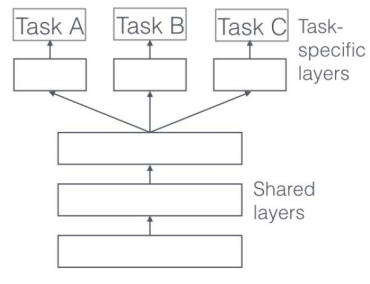 Task A
Task B
Task C
Task-
specific
layers
Shared
layers